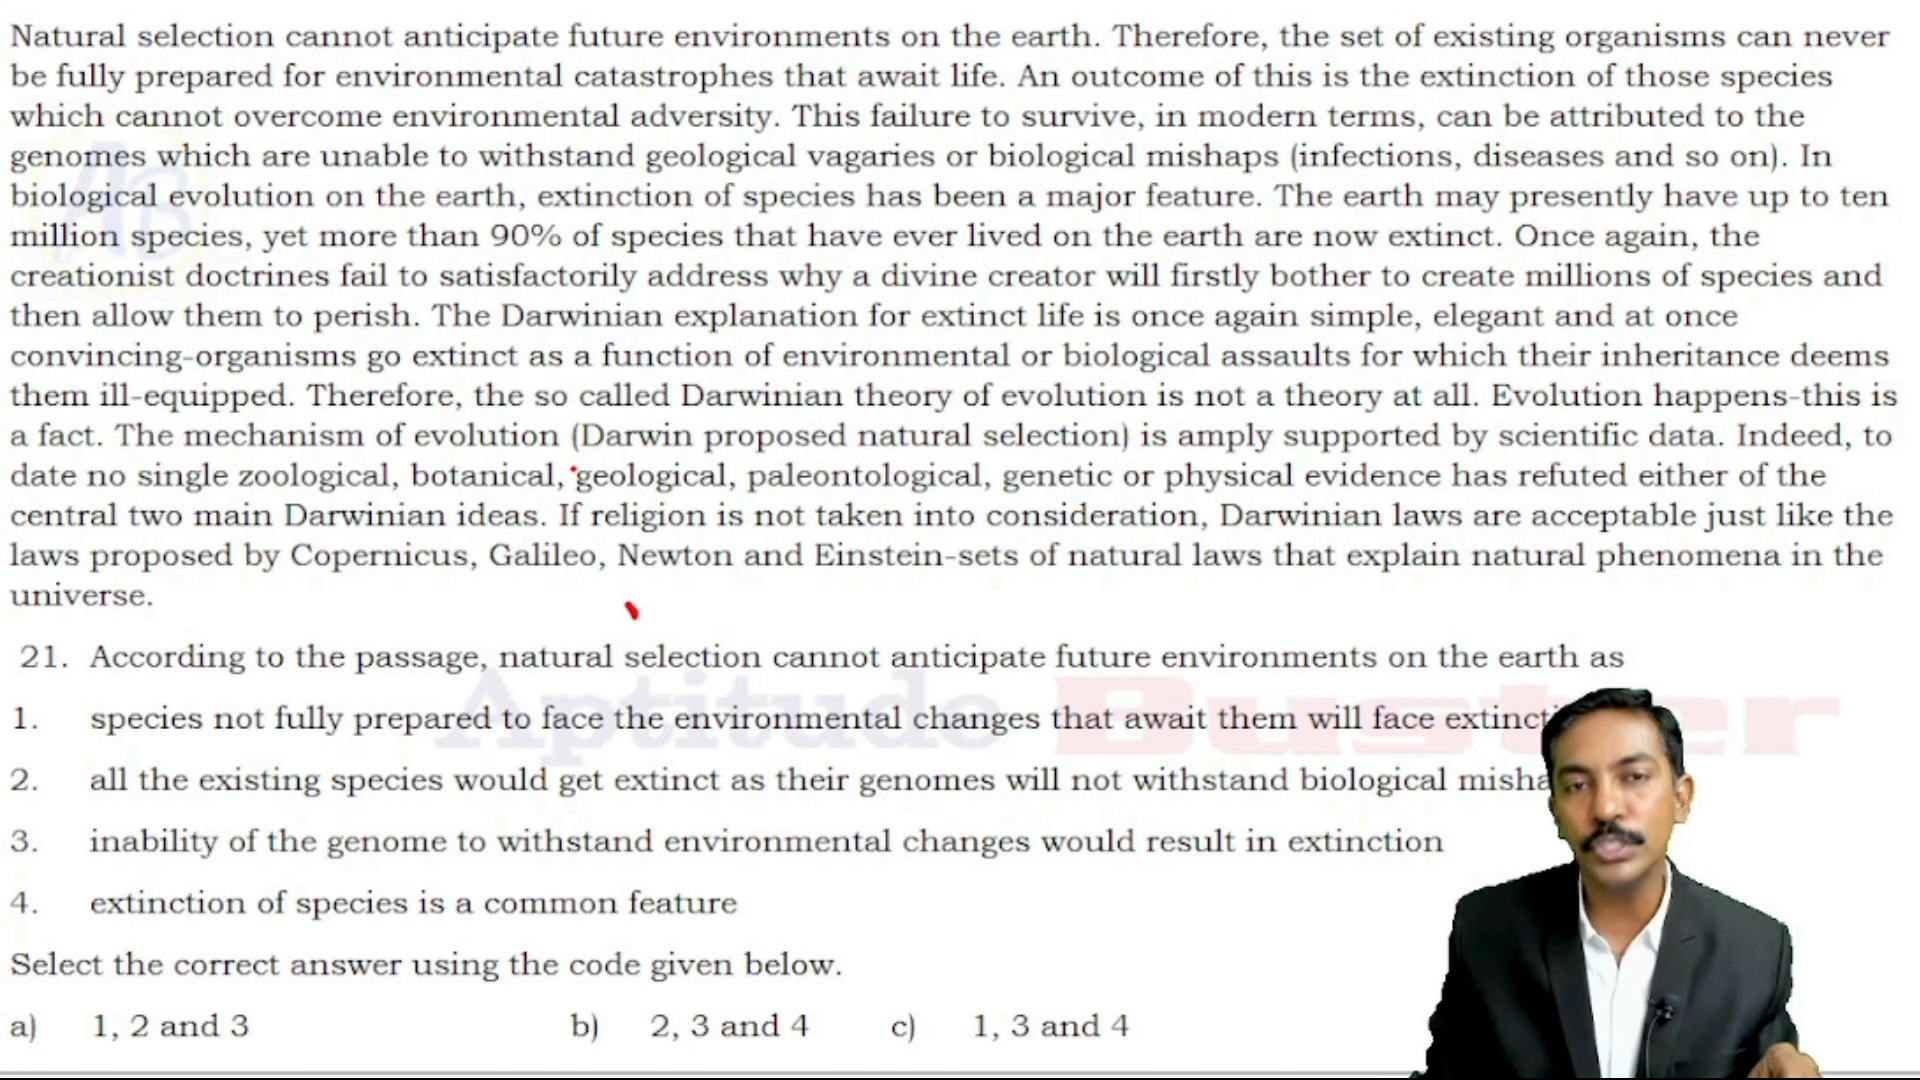 Natural selection cannot anticipate future environments on the earth. Therefore, the set of existing organisms can never
be fully prepared for environmental catastrophes that await life. An outcome of this is the extinction of those species
which cannot overcome environmental adversity. This failure to survive, in modern terms, can be attributed to the
genomes which are unable to withstand geological vagaries or biological mishaps (infections, diseases and so on). In
biological evolution on the earth, extinction of species has been a major feature. The earth may presently have up to ten
million species, yet more than 90% of species that have ever lived on the earth are now extinct. Once again, the
creationist doctrines fail to satisfactorily address why a divine creator will firstly bother to create millions of species and
then allow them to perish. The Darwinian explanation for extinct life is once again simple, elegant and at once
convincing-organisms go extinct as a function of environmental or biological assaults for which their inheritance deems
them ill-equipped. Therefore, the so called Darwinian theory of evolution is not a theory at all. Evolution happens-this is
a fact. The mechanism of evolution (Darwin proposed natural selection) is amply supported by scientific data. Indeed, to
date no single zoological, botanical, geological, paleontological, genetic or physical evidence has refuted either of the
central two main Darwinian ideas. If religion is not taken into consideration, Darwinian laws are acceptable just like the
laws proposed by Copernicus, Galileo, Newton and Einstein-sets of natural laws that explain natural phenomena in the
universe.
21. According to the passage, natural selection cannot anticipate future environments on the earth as
Aptitude Buster
1. species not fully prepared to face the environmental changes that await them will face
2. all the existing species would get extinct as their genomes will not withstand biological
3. inability of the genome to withstand environmental changes would result in extinction
4. extinction of species is a common feature
Select the correct answer using the code given below.
a) 1, 2 and 3 b) 2, 3 and 4 c) 1, 3 and 4